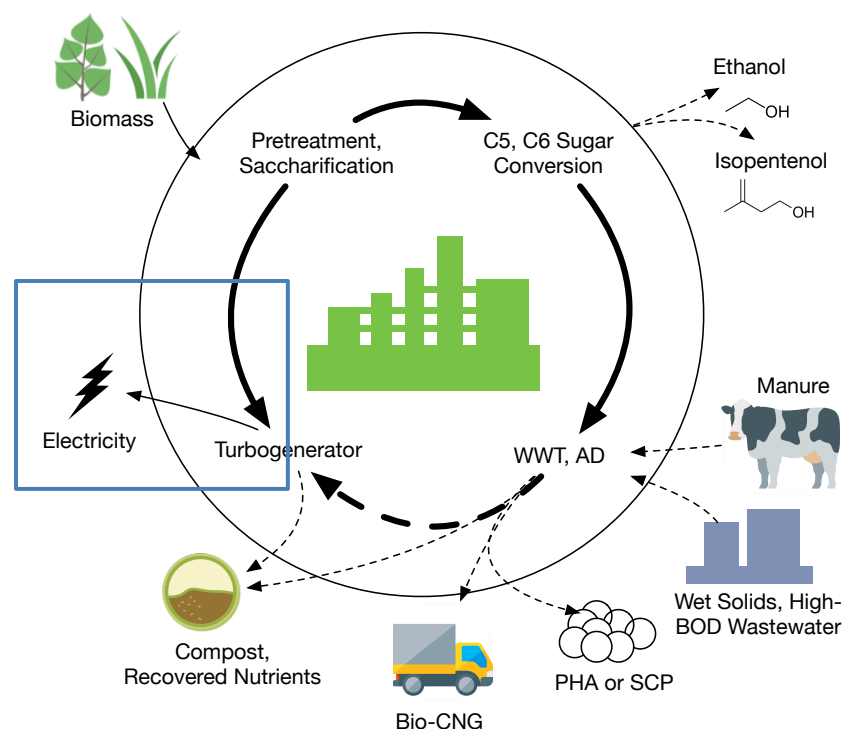 Biomass
Pretreatment,
Saccharification
C5, C6 Sugar
Conversion
Ethanol
OH
Isopentenol
OH
Electricity
Turbogenerator
WWT, AD
Manure
Wet Solids, High-
BOD Wastewater
Compost,
Recovered Nutrients
Bio-CNG
PHA or SCP